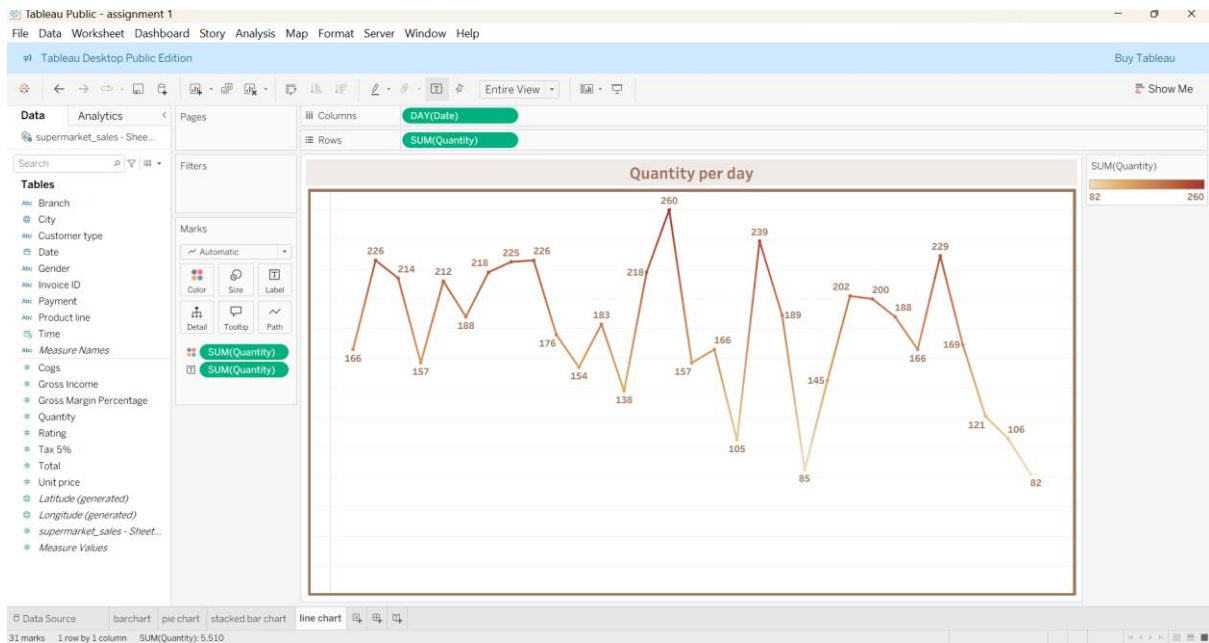 Tableau Public - assignment 1
File Data Worksheet Dashboard Story Analysis Map Format Server Window Help
Tableau Desktop Public Edition
Buy Tableau
Entire View
Show Me
Data Analytics
supermarket_sales - Shee...
Search
Tables
Abc Branch
City
Abc Customer type
Date
Abc Gender
Abc Invoice ID
Abc Payment
Abc Product line
Time
Abc Measure Names
# Cogs
# Gross Income
# Gross Margin Percentage
# Quantity
# Rating
# Tax 5%
# Total
# Unit price
Latitude (generated)
Longitude (generated)
# supermarket_sales - Sheet...
# Measure Values
Pages
Filters
Marks
Automatic
Color Size Label
Detail Tooltip Path
SUM(Quantity)
SUM(Quantity)
Columns DAY(Date)
Rows SUM(Quantity)
Quantity per day
166
226
214
157
212
188
218
225
226
176
154
183
138
218
260
157
166
105
239
189
85
145
202
200
188
166
229
169
121
106
82
SUM(Quantity)
82 260
Data Source barchart pie chart stacked bar chart line chart
31 marks 1 row by 1 column SUM(Quantity): 5.510